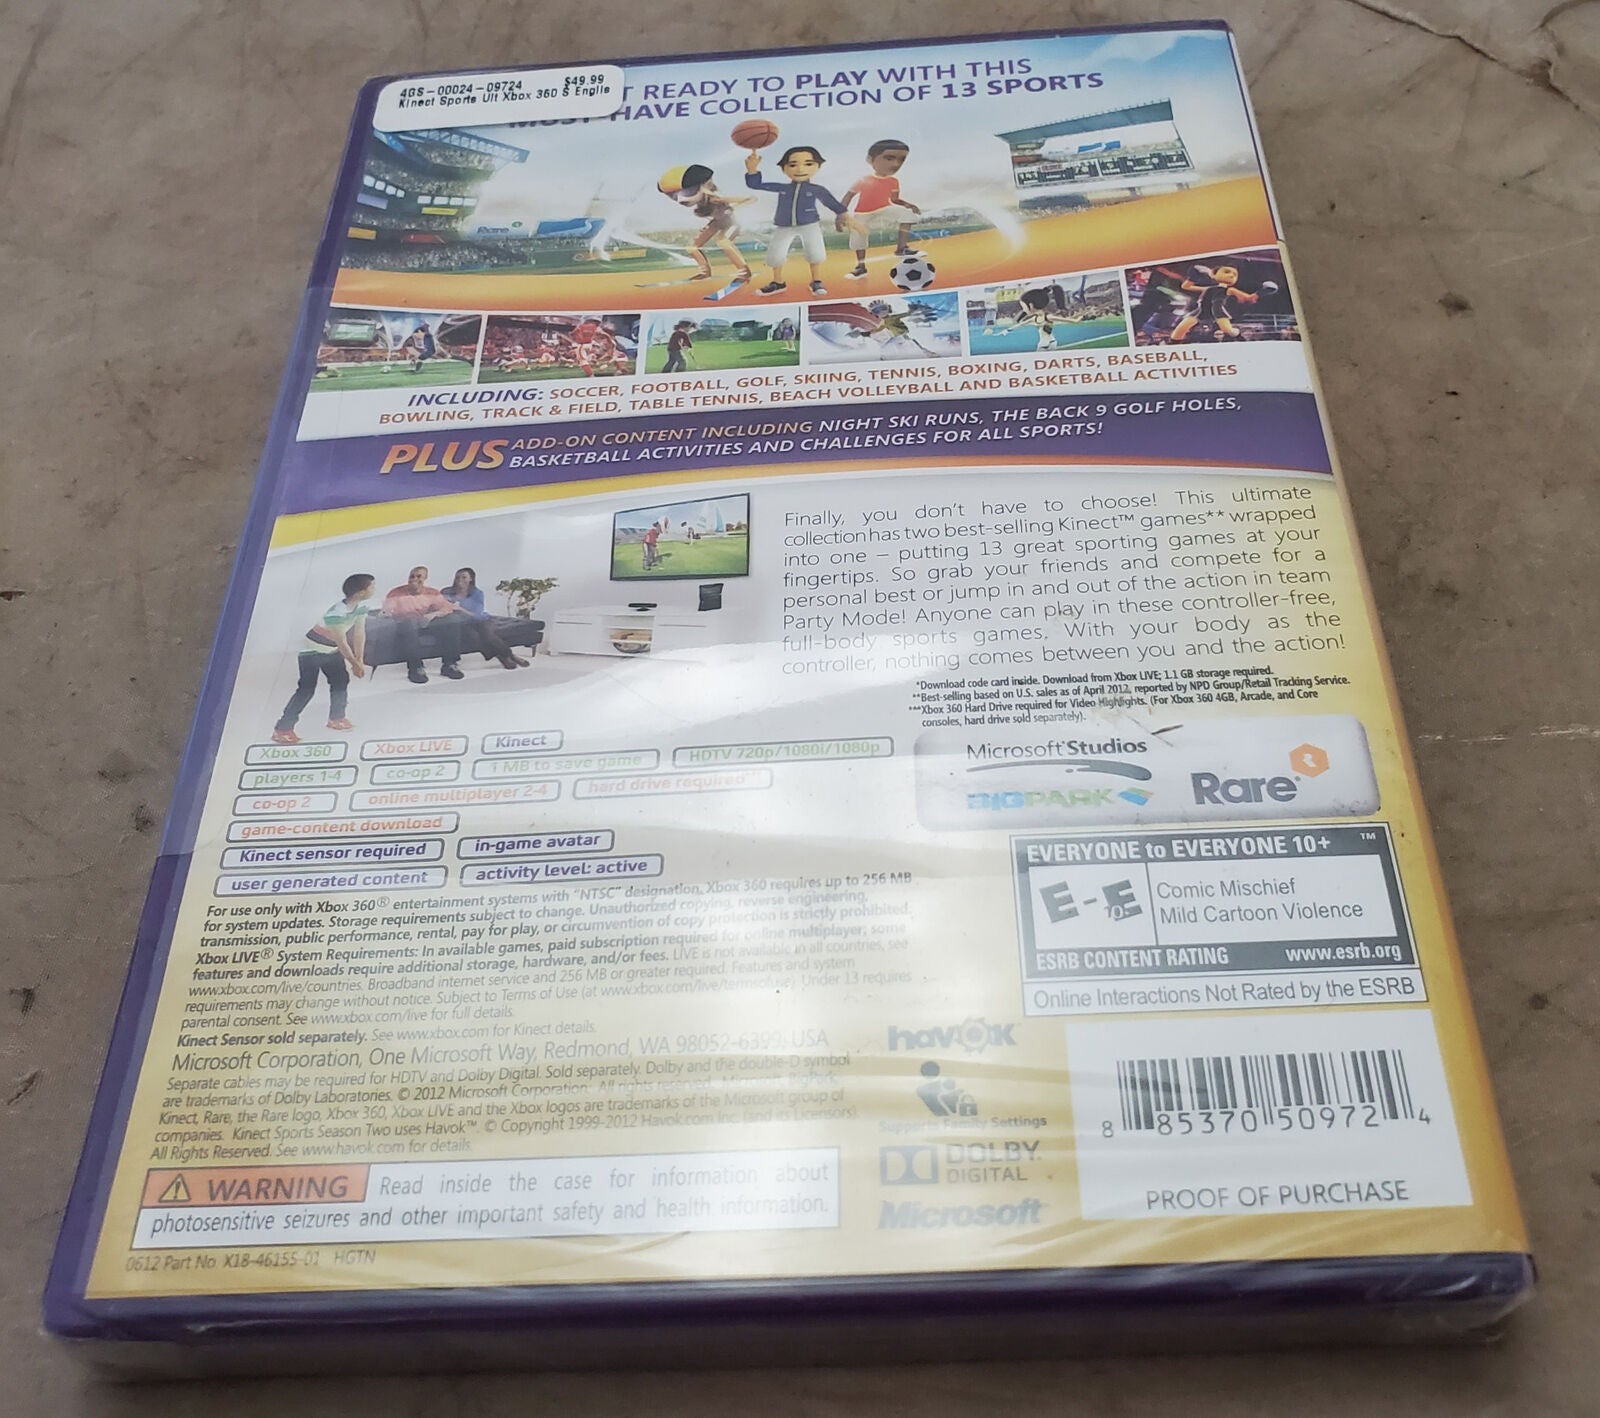 4GS-00024-09724 $49.99
Kinect Sports Ult Xbox 360 S Englis
T READY TO PLAY WITH THIS
MUST-HAVE COLLECTION OF 13 SPORTS
Rare
INCLUDING: SOCCER, FOOTBALL, GOLF, SKIING, TENNIS, BOXING, DARTS, BASEBALL,
BOWLING, TRACK & FIELD, TABLE TENNIS, BEACH VOLLEYBALL AND BASKETBALL ACTIVITIES
PLUS ADD-ON CONTENT INCLUDING NIGHT SKI RUNS, THE BACK 9 GOLF HOLES,
BASKETBALL ACTIVITIES AND CHALLENGES FOR ALL SPORTS!
Finally, you don't have to choose! This ultimate
collection has two best-selling Kinect™ games** wrapped
into one – putting 13 great sporting games at your
fingertips. So grab your friends and compete for a
personal best or jump in and out of the action in team
Party Mode! Anyone can play in these controller-free,
full-body sports games. With your body as the
controller, nothing comes between you and the action!
*Download code card inside. Download from Xbox LIVE; 1.1 GB storage required.
**Best-selling based on U.S. sales as of April 2012, reported by NPD Group/Retail Tracking Service.
***Xbox 360 Hard Drive required for Video Highlights. (For Xbox 360 4GB, Arcade, and Core
consoles, hard drive sold separately).
Xbox 360 Xbox LIVE Kinect
players 1-4 co-op 2 1 MB to save game HDTV 720p/1080i/1080p
co-op 2 online multiplayer 2-4 hard drive required***
game-content download
Kinect sensor required in-game avatar
user generated content activity level: active
Microsoft Studios
BIGPARK
Rare
For use only with Xbox 360® entertainment systems with "NTSC" designation. Xbox 360 requires up to 256 MB
for system updates. Storage requirements subject to change. Unauthorized copying, reverse engineering,
transmission, public performance, rental, pay for play, or circumvention of copy protection is strictly prohibited.
Xbox LIVE® System Requirements: In available games, paid subscription required for online multiplayer; some
features and downloads require additional storage, hardware, and/or fees. LIVE is not available in all countries, see
www.xbox.com/live/countries. Broadband internet service and 256 MB or greater required. Features and system
requirements may change without notice. Subject to Terms of Use (at www.xbox.com/live/termsofuse). Under 13 requires
parental consent. See www.xbox.com/live for full details.
Kinect Sensor sold separately. See www.xbox.com for Kinect details.
Microsoft Corporation, One Microsoft Way, Redmond, WA 98052-6399, USA
Separate cables may be required for HDTV and Dolby Digital. Sold separately. Dolby and the double-D symbol
are trademarks of Dolby Laboratories. © 2012 Microsoft Corporation. All rights reserved. Microsoft, BigPark,
Kinect, Rare, the Rare logo, Xbox 360, Xbox LIVE and the Xbox logos are trademarks of the Microsoft group of
companies. Kinect Sports Season Two uses Havok™. © Copyright 1999-2012 Havok.com Inc. (and its Licensors).
All Rights Reserved. See www.havok.com for details.
WARNING Read inside the case for information about
photosensitive seizures and other important safety and health information.
0612 Part No. X18-46155-01 HGTN
havok
Supports Family Settings
DOLBY
DIGITAL
Microsoft
EVERYONE to EVERYONE 10+ ™
E - E 10+
Comic Mischief
Mild Cartoon Violence
ESRB CONTENT RATING www.esrb.org
Online Interactions Not Rated by the ESRB
8 85370 50972 4
PROOF OF PURCHASE